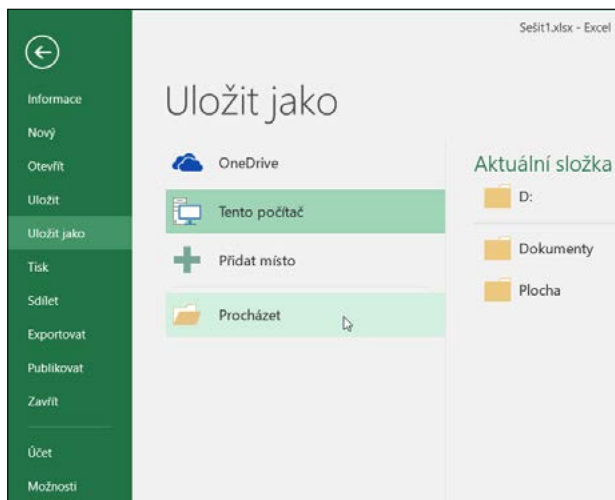 Sešit1.xlsx - Excel
Informace
Nový
Otevřít
Uložit
Uložit jako
Tisk
Sdílet
Exportovat
Publikovat
Zavřít
Účet
Možnosti
Uložit jako
OneDrive
Tento počítač
Přidat místo
Procházet
Aktuální složka
D:
Dokumenty
Plocha